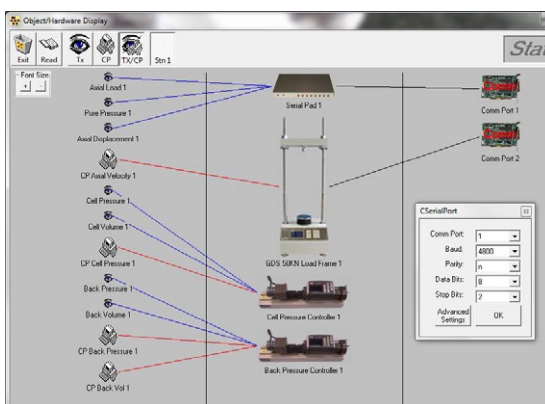 Object/Hardware Display
Exit
Read
Tx
CP
TX/CP
Stn 1
Stat
Font Size
+
-
Axial Load 1
Pure Pressure 1
Axial Displacement 1
CP Axial Velocity 1
Cell Pressure 1
Cell Volume 1
CP Cell Pressure 1
Back Pressure 1
Back Volume 1
CP Back Pressure 1
CP Back Vol 1
Serial Pad 1
GDS 50KN Load Frame 1
Cell Pressure Controller 1
Back Pressure Controller 1
Comm
Comm Port 1
Comm
Comm Port 2
CSerialPort
Comm Port: 1
Baud: 4800
Parity: n
Data Bits: 8
Stop Bits: 2
Advanced Settings
OK